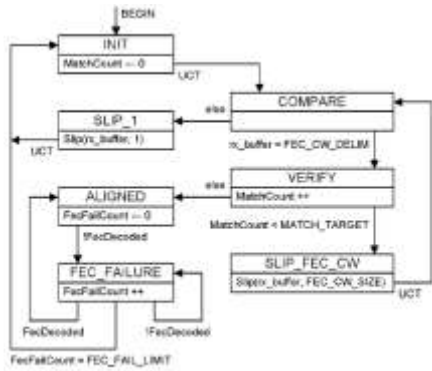 BEGIN
INIT
MatchCount ← 0
UCT
COMPARE
else
SLIP_1
Slip(rx_buffer, 1)
UCT
rx_buffer = FEC_CW_DELIM
VERIFY
MatchCount ++
else
ALIGNED
FecFailCount ← 0
!FecDecoded
MatchCount < MATCH_TARGET
SLIP_FEC_CW
Slip(rx_buffer, FEC_CW_SIZE)
UCT
FEC_FAILURE
FecFailCount ++
FecDecoded
!FecDecoded
FecFailCount = FEC_FAIL_LIMIT